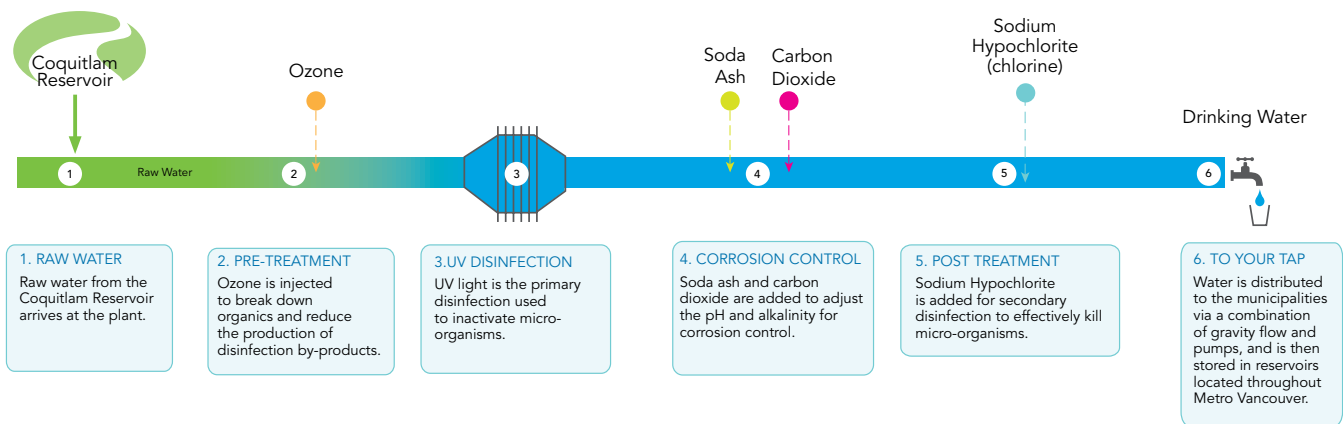 Coquitlam
Reservoir
Ozone
Soda
Ash
Carbon
Dioxide
Sodium
Hypochlorite
(chlorine)
Drinking Water
1
Raw Water
2
3
4
5
6
1. RAW WATER
Raw water from the
Coquitlam Reservoir
arrives at the plant.
2. PRE-TREATMENT
Ozone is injected
to break down
organics and reduce
the production of
disinfection by-products.
3.UV DISINFECTION
UV light is the primary
disinfection used
to inactivate micro-
organisms.
4. CORROSION CONTROL
Soda ash and carbon
dioxide are added to adjust
the pH and alkalinity for
corrosion control.
5. POST TREATMENT
Sodium Hypochlorite
is added for secondary
disinfection to effectively kill
micro-organisms.
6. TO YOUR TAP
Water is distributed
to the municipalities
via a combination
of gravity flow and
pumps, and is then
stored in reservoirs
located throughout
Metro Vancouver.